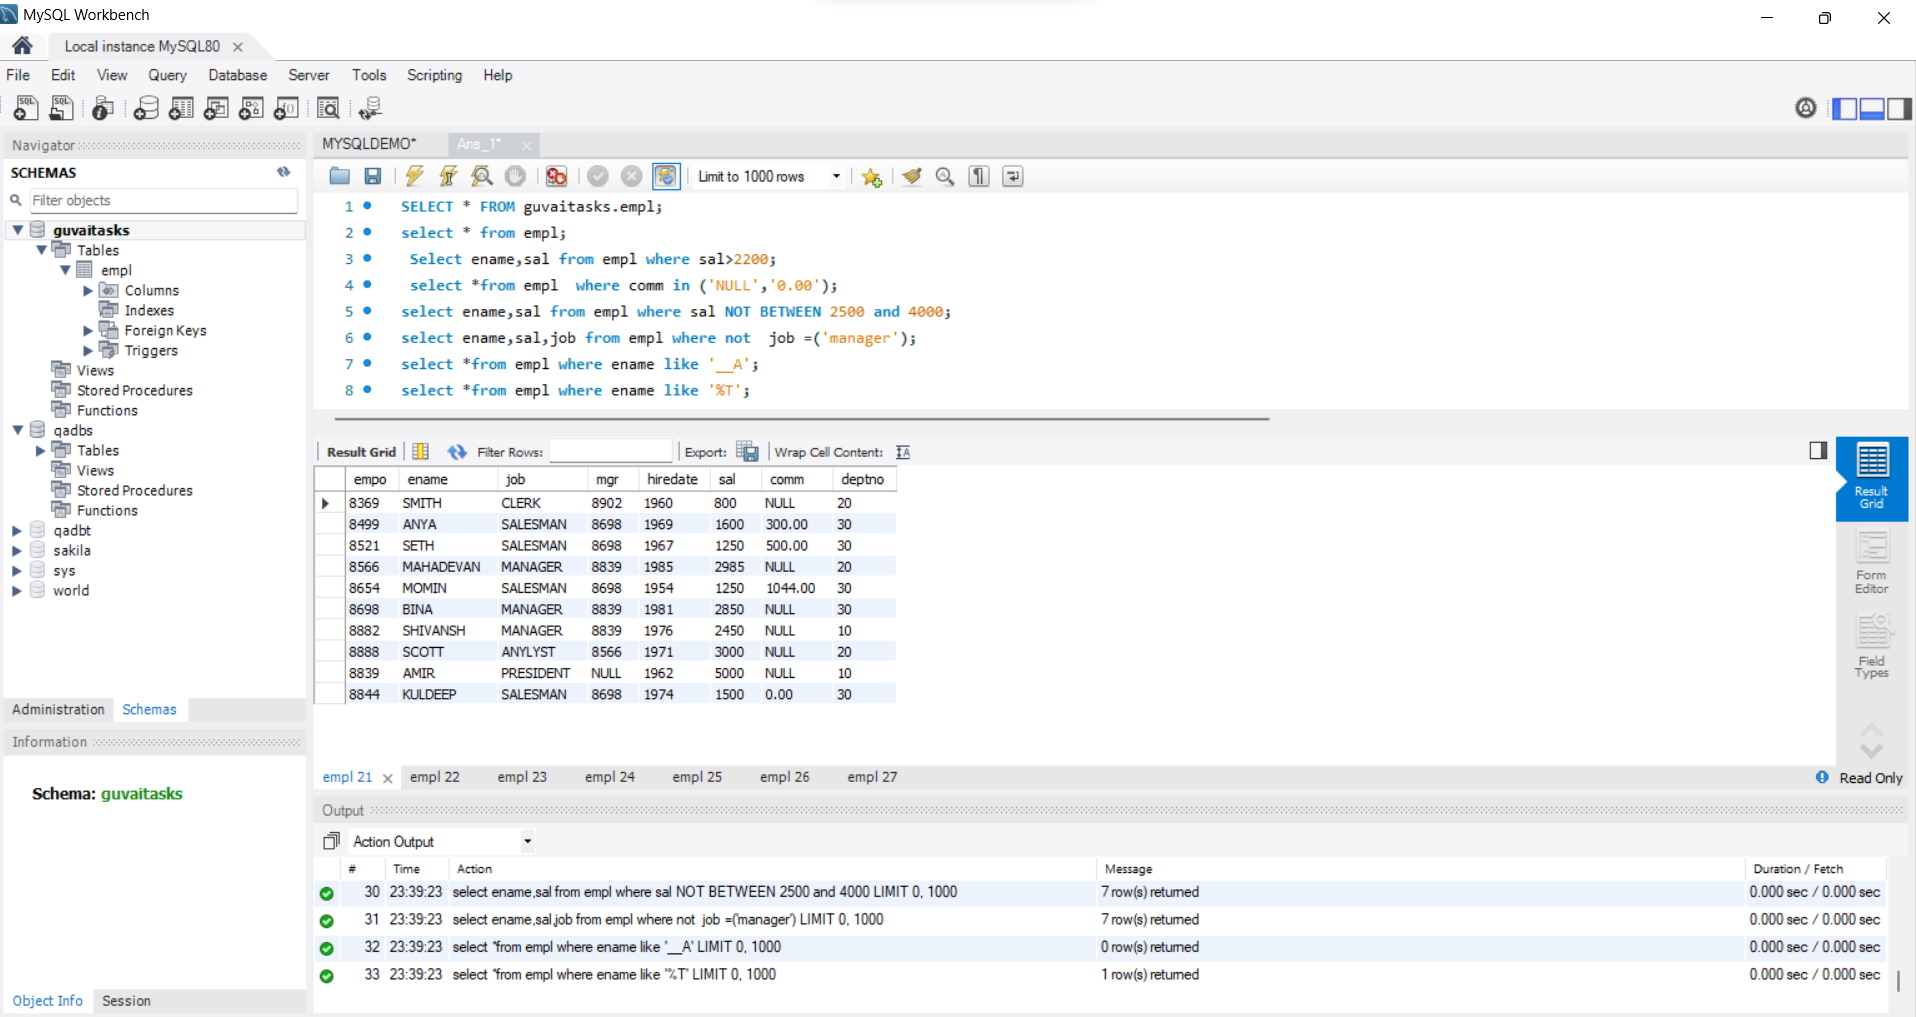 MySQL Workbench
Local instance MySQL80
File Edit View Query Database Server Tools Scripting Help
Navigator
SCHEMAS
Filter objects
guvaitasks
Tables
empl
Columns
Indexes
Foreign Keys
Triggers
Views
Stored Procedures
Functions
qadbs
Tables
Views
Stored Procedures
Functions
qadbt
sakila
sys
world
Administration Schemas
Information
Schema: guvaitasks
Object Info Session
MYSQLDEMO* Ans_1*
Limit to 1000 rows
1 SELECT * FROM guvaitasks.empl;
2 select * from empl;
3 Select ename,sal from empl where sal>2200;
4 select *from empl  where comm in ('NULL','0.00');
5 select ename,sal from empl where sal NOT BETWEEN 2500 and 4000;
6 select ename,sal,job from empl where not  job =('manager');
7 select *from empl where ename like '__A';
8 select *from empl where ename like '%T';
Result Grid Filter Rows: Export: Wrap Cell Content:
empo ename job mgr hiredate sal comm deptno
8369 SMITH CLERK 8902 1960 800 NULL 20
8499 ANYA SALESMAN 8698 1969 1600 300.00 30
8521 SETH SALESMAN 8698 1967 1250 500.00 30
8566 MAHADEVAN MANAGER 8839 1985 2985 NULL 20
8654 MOMIN SALESMAN 8698 1954 1250 1044.00 30
8698 BINA MANAGER 8839 1981 2850 NULL 30
8882 SHIVANSH MANAGER 8839 1976 2450 NULL 10
8888 SCOTT ANYLYST 8566 1971 3000 NULL 20
8839 AMIR PRESIDENT NULL 1962 5000 NULL 10
8844 KULDEEP SALESMAN 8698 1974 1500 0.00 30
Result
Grid
Form
Editor
Field
Types
empl 21 empl 22 empl 23 empl 24 empl 25 empl 26 empl 27
Read Only
Output
Action Output
# Time Action Message Duration / Fetch
30 23:39:23 select ename,sal from empl where sal NOT BETWEEN 2500 and 4000 LIMIT 0, 1000 7 row(s) returned 0.000 sec / 0.000 sec
31 23:39:23 select ename,sal,job from empl where not  job =('manager') LIMIT 0, 1000 7 row(s) returned 0.000 sec / 0.000 sec
32 23:39:23 select *from empl where ename like '__A' LIMIT 0, 1000 0 row(s) returned 0.000 sec / 0.000 sec
33 23:39:23 select *from empl where ename like '%T' LIMIT 0, 1000 1 row(s) returned 0.000 sec / 0.000 sec